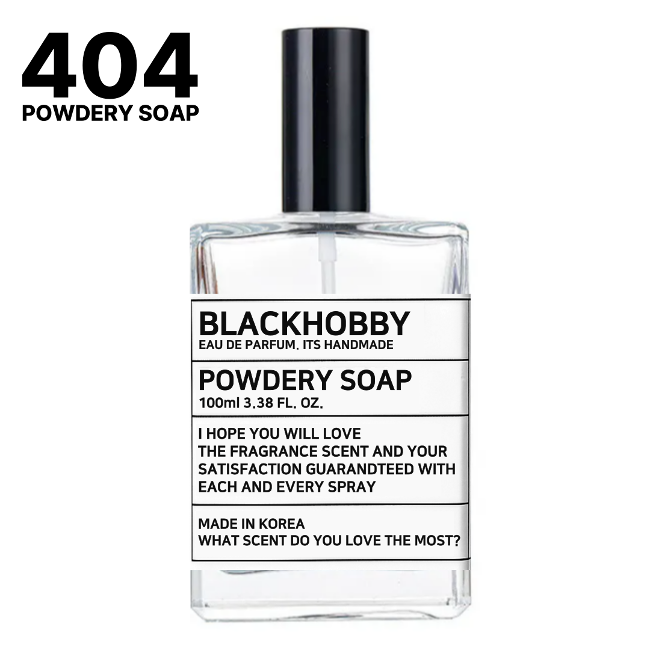 404
POWDERY SOAP
BLACKHOBBY
EAU DE PARFUM, ITS HANDMADE
POWDERY SOAP
100ml 3.38 FL. OZ.
I HOPE YOU WILL LOVE
THE FRAGRANCE SCENT AND YOUR
SATISFACTION GUARANDTEED WITH
EACH AND EVERY SPRAY
MADE IN KOREA
WHAT SCENT DO YOU LOVE THE MOST?